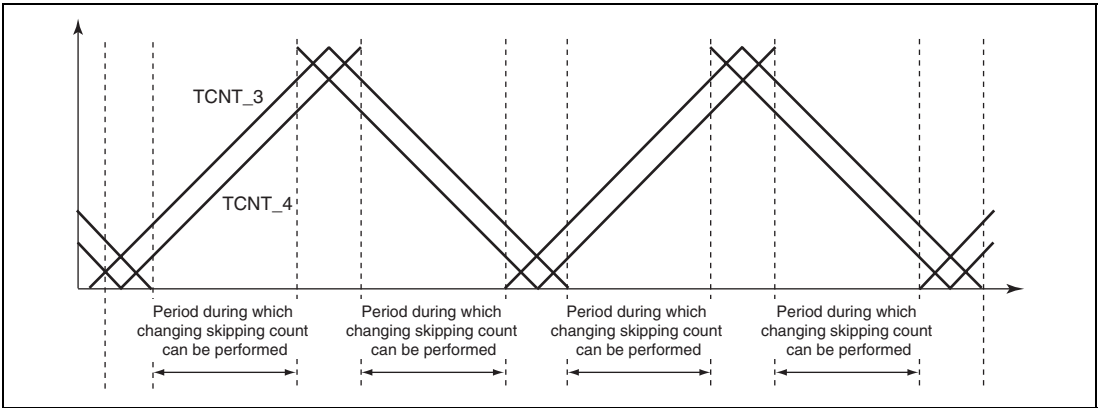 TCNT_3
TCNT_4
Period during which
changing skipping count
can be performed
Period during which
changing skipping count
can be performed
Period during which
changing skipping count
can be performed
Period during which
changing skipping count
can be performed